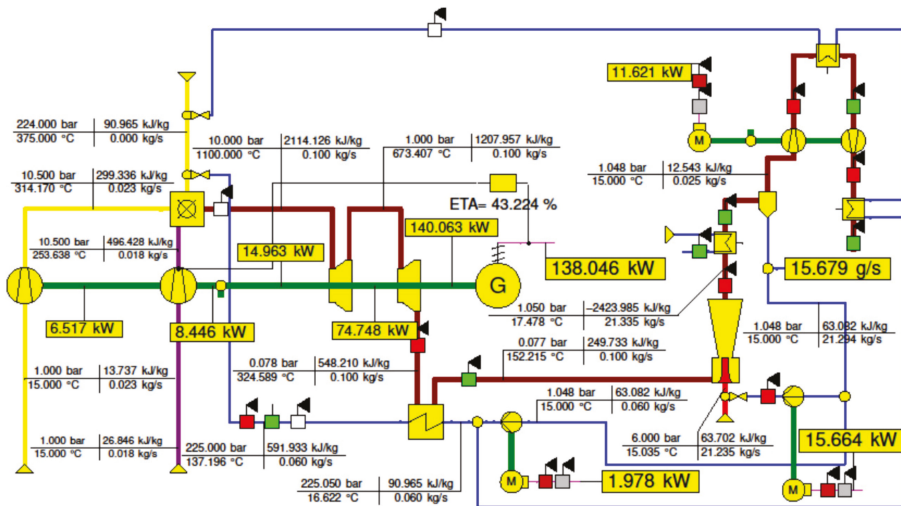 11.621 kW
M
224.000 bar 90.965 kJ/kg
375.000 °C 0.000 kg/s
10.000 bar 2114.126 kJ/kg
1100.000 °C 0.100 kg/s
1.000 bar 1207.957 kJ/kg
673.407 °C 0.100 kg/s
1.048 bar 12.543 kJ/kg
15.000 °C 0.025 kg/s
10.500 bar 299.336 kJ/kg
314.170 °C 0.023 kg/s
ETA= 43.224 %
140.063 kW
10.500 bar 496.428 kJ/kg
253.638 °C 0.018 kg/s
14.963 kW
138.046 kW
15.679 g/s
G
6.517 kW
8.446 kW
74.748 kW
1.050 bar –2423.985 kJ/kg
17.478 °C 21.335 kg/s
1.048 bar 63.082 kJ/kg
15.000 °C 21.294 kg/s
0.077 bar 249.733 kJ/kg
152.215 °C 0.100 kg/s
0.078 bar 548.210 kJ/kg
324.589 °C 0.100 kg/s
1.000 bar 13.737 kJ/kg
15.000 °C 0.023 kg/s
1.048 bar 63.082 kJ/kg
15.000 °C 0.060 kg/s
1.000 bar 26.846 kJ/kg
15.000 °C 0.018 kg/s
225.000 bar 591.933 kJ/kg
137.196 °C 0.060 kg/s
6.000 bar 63.702 kJ/kg
15.035 °C 21.235 kg/s
15.664 kW
225.050 bar 90.965 kJ/kg
16.622 °C 0.060 kg/s
M
1.978 kW
M